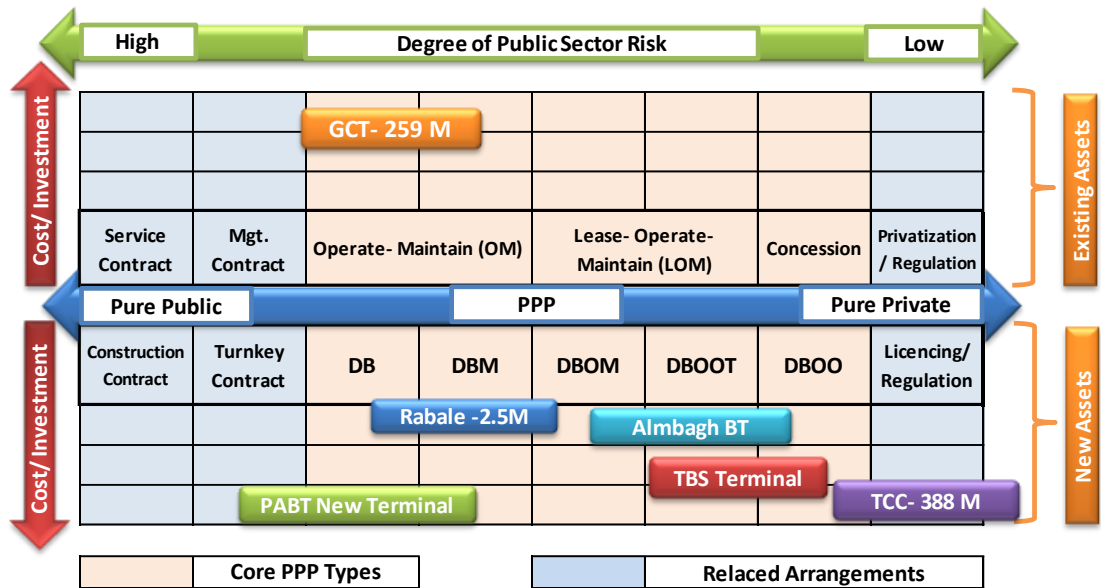 High
Degree of Public Sector Risk
Low
Cost/ Investment
Existing Assets
GCT- 259 M
Service
Contract
Mgt.
Contract
Operate- Maintain (OM)
Lease- Operate-
Maintain (LOM)
Concession
Privatization
/ Regulation
Pure Public
PPP
Pure Private
Cost/ Investment
New Assets
Construction
Contract
Turnkey
Contract
DB
DBM
DBOM
DBOOT
DBOO
Licencing/
Regulation
Rabale -2.5M
Almbagh BT
TBS Terminal
PABT New Terminal
TCC- 388 M
Core PPP Types
Relaced Arrangements